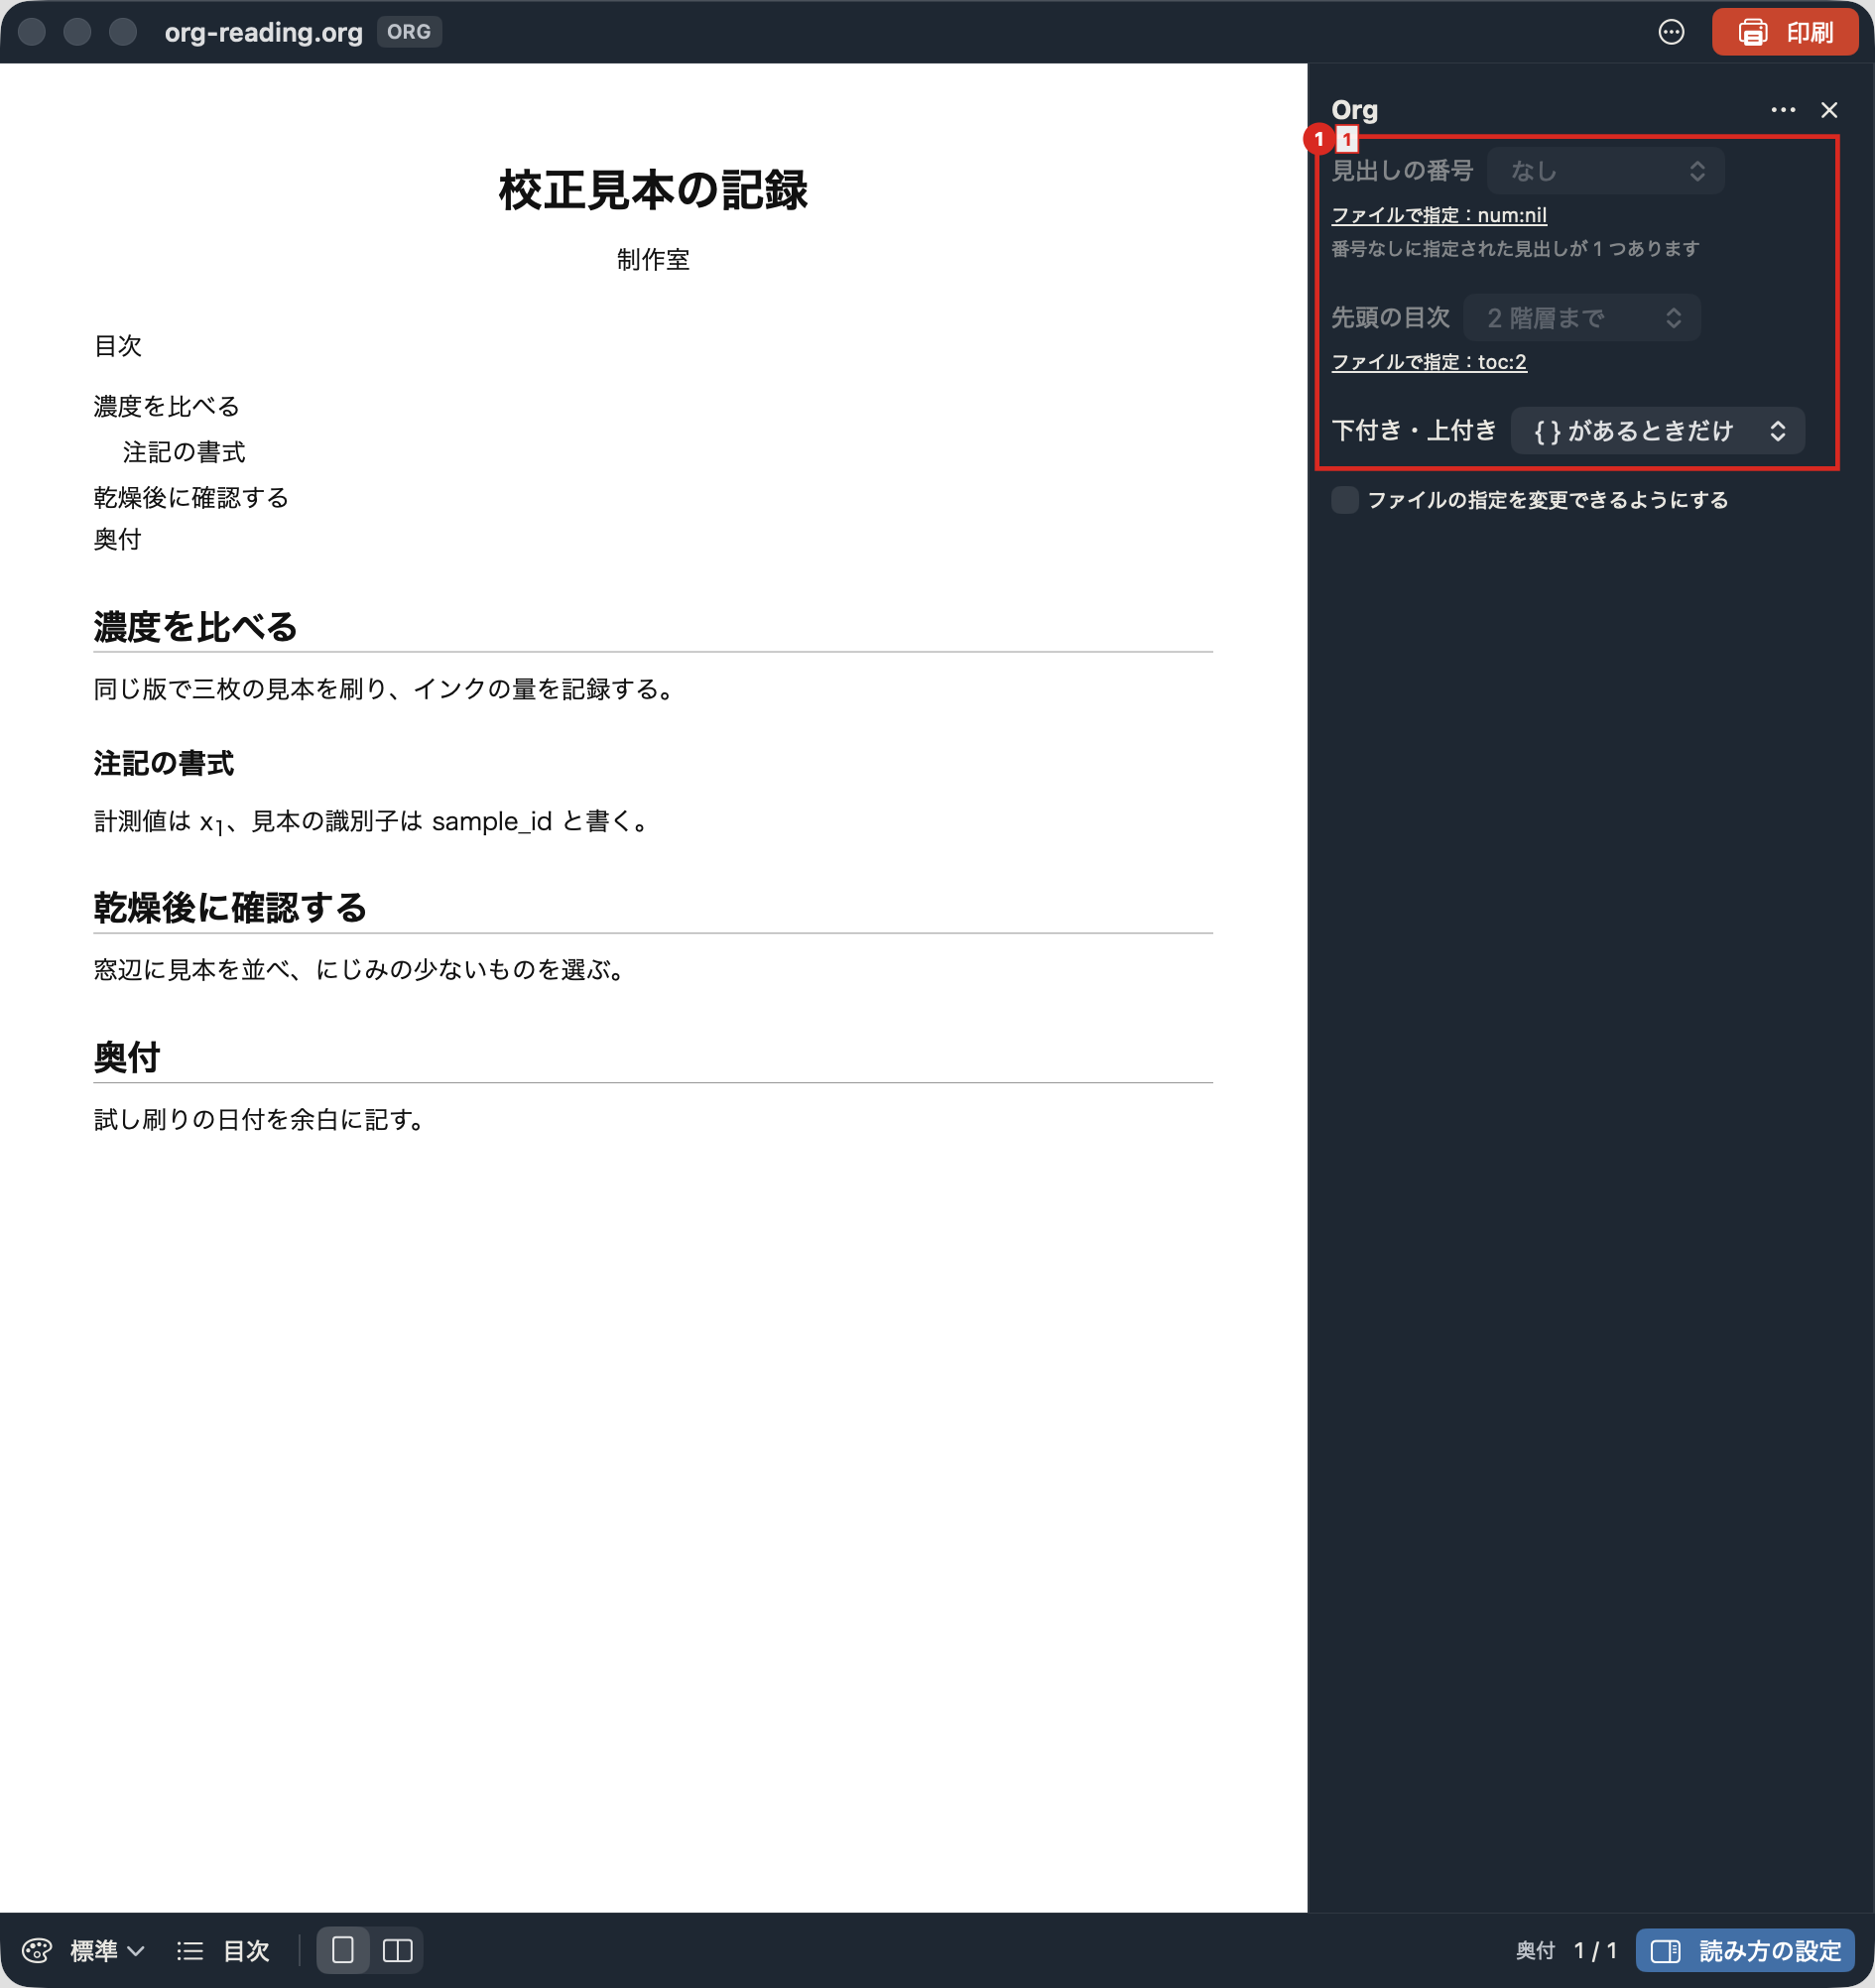 org-reading.org ORG
印刷
校正見本の記録
制作室
目次
濃度を比べる
注記の書式
乾燥後に確認する
奥付
濃度を比べる
同じ版で三枚の見本を刷り、インクの量を記録する。
注記の書式
計測値は x₁、見本の識別子は sample_id と書く。
乾燥後に確認する
窓辺に見本を並べ、にじみの少ないものを選ぶ。
奥付
試し刷りの日付を余白に記す。
Org
1 1
見出しの番号 なし
ファイルで指定：num:nil
番号なしに指定された見出しが 1 つあります
先頭の目次 2 階層まで
ファイルで指定：toc:2
下付き・上付き { } があるときだけ
ファイルの指定を変更できるようにする
標準 目次
奥付 1 / 1 読み方の設定